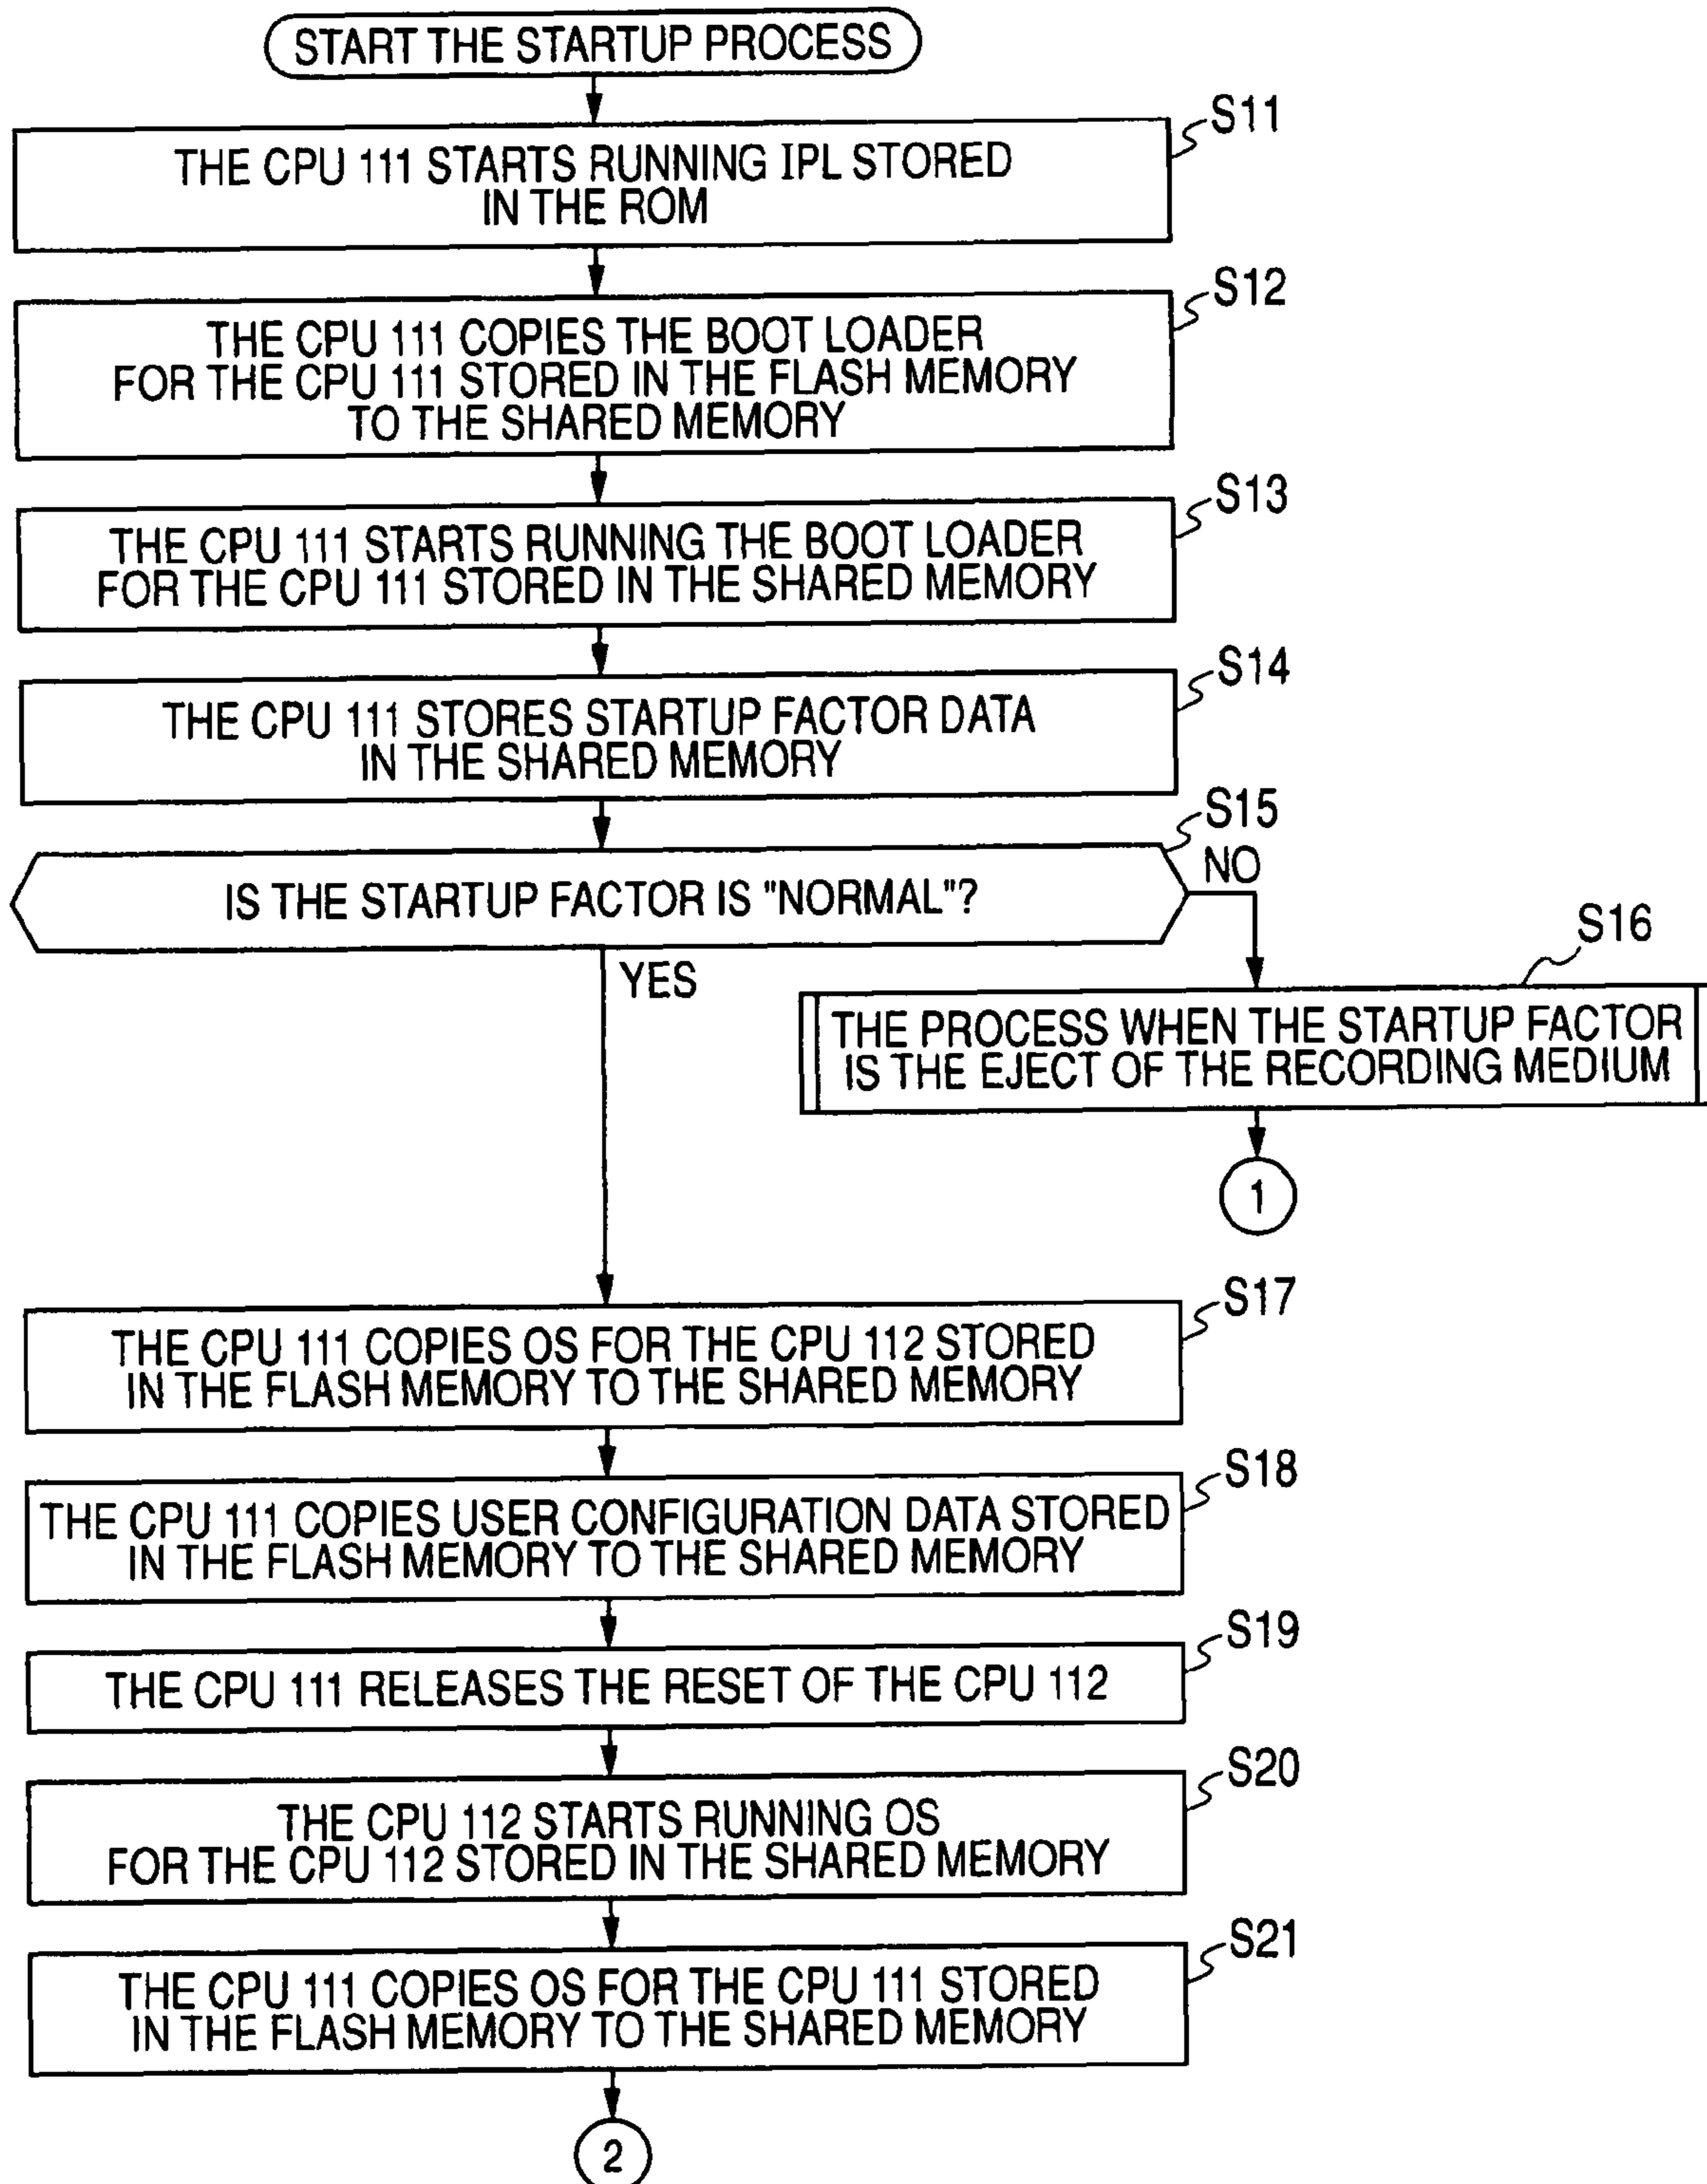 START THE STARTUP PROCESS
S11
THE CPU 111 STARTS RUNNING IPL STORED
IN THE ROM
S12
THE CPU 111 COPIES THE BOOT LOADER
FOR THE CPU 111 STORED IN THE FLASH MEMORY
TO THE SHARED MEMORY
S13
THE CPU 111 STARTS RUNNING THE BOOT LOADER
FOR THE CPU 111 STORED IN THE SHARED MEMORY
S14
THE CPU 111 STORES STARTUP FACTOR DATA
IN THE SHARED MEMORY
S15
IS THE STARTUP FACTOR IS "NORMAL"?
NO
YES
S16
THE PROCESS WHEN THE STARTUP FACTOR
IS THE EJECT OF THE RECORDING MEDIUM
1
S17
THE CPU 111 COPIES OS FOR THE CPU 112 STORED
IN THE FLASH MEMORY TO THE SHARED MEMORY
S18
THE CPU 111 COPIES USER CONFIGURATION DATA STORED
IN THE FLASH MEMORY TO THE SHARED MEMORY
S19
THE CPU 111 RELEASES THE RESET OF THE CPU 112
S20
THE CPU 112 STARTS RUNNING OS
FOR THE CPU 112 STORED IN THE SHARED MEMORY
S21
THE CPU 111 COPIES OS FOR THE CPU 111 STORED
IN THE FLASH MEMORY TO THE SHARED MEMORY
2